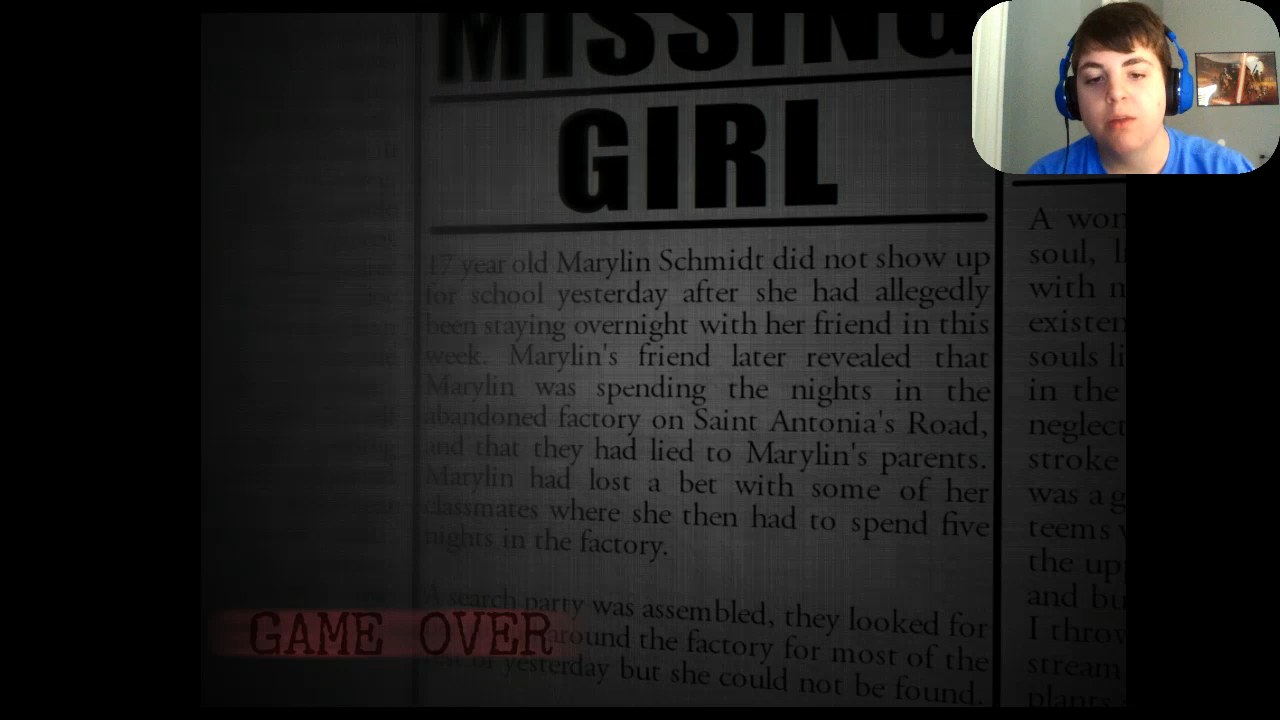 MISSING
GIRL
17 year old Marylin Schmidt did not show up
for school yesterday after she had allegedly
been staying overnight with her friend in this
week. Marylin's friend later revealed that
Marylin was spending the nights in the
abandoned factory on Saint Antonia's Road,
and that they had lied to Marylin's parents.
Marylin had lost a bet with some of her
classmates where she then had to spend five
nights in the factory.
A search party was assembled, they looked for
around the factory for most of the
rest of yesterday but she could not be found.
GAME OVER
A
soul,
with
souls
in the
neglect
stroke
was a
teems
the up
and
I
stream
plants